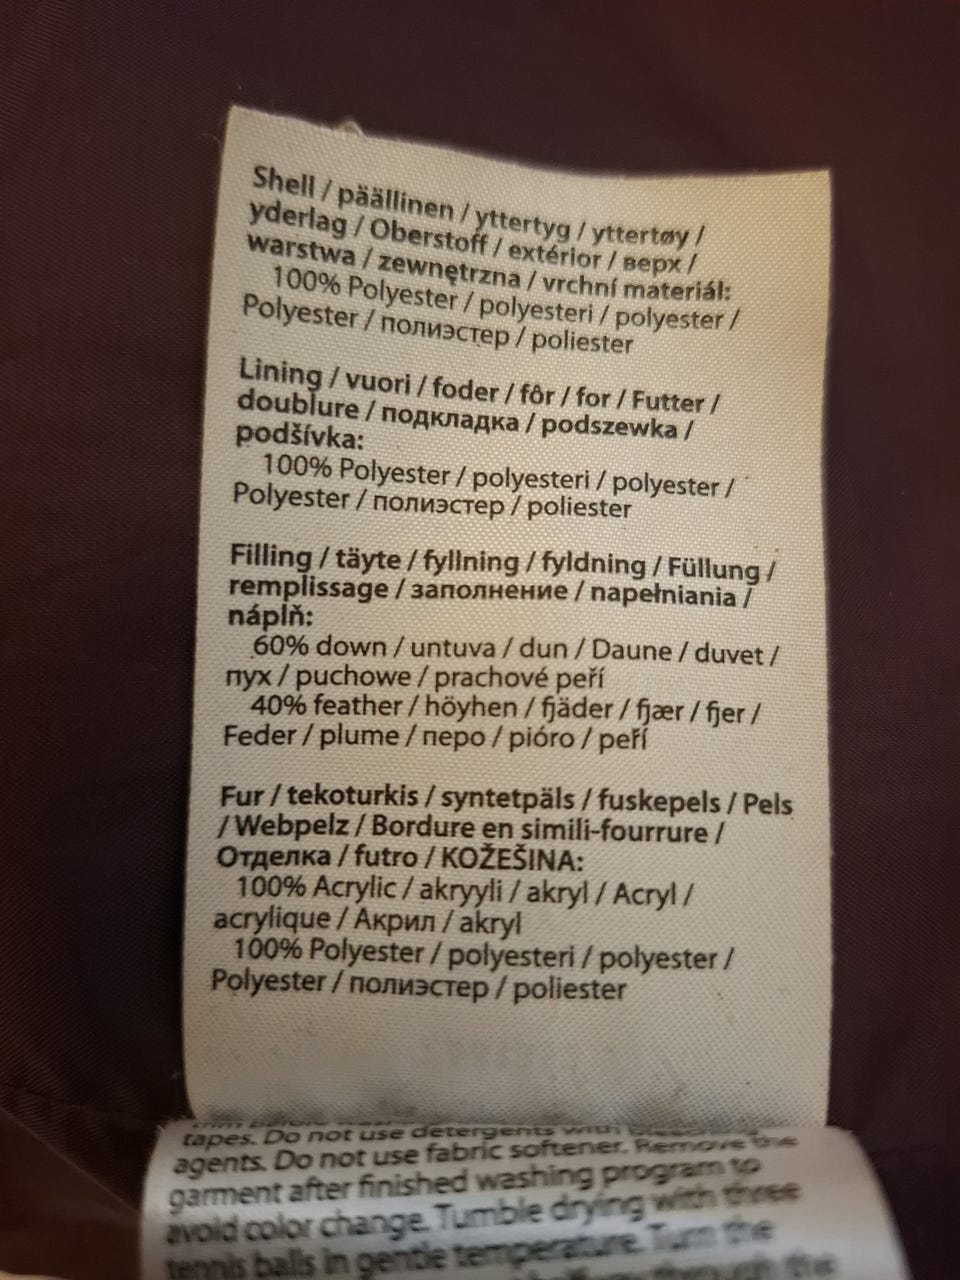 Shell / päällinen / yttertyg / yttertøy /
yderlag / Oberstoff / extérior / верх /
warstwa / zewnętrzna / vrchní materiál:
100% Polyester / polyesteri / polyester /
Polyester / полиэстер / poliester
Lining / vuori / foder / fôr / for / Futter /
doublure / подкладка / podszewka /
podšívka:
100% Polyester / polyesteri / polyester /
Polyester / полиэстер / poliester
Filling / täyte / fyllning / fyldning / Füllung /
remplissage / заполнение / napełniania /
náplň:
60% down / untuva / dun / Daune / duvet /
пух / puchowe / prachové peří
40% feather / höyhen / fjäder / fjær / fjer /
Feder / plume / перо / pióro / peří
Fur / tekoturkis / syntetpäls / fuskepels / Pels
/ Webpelz / Bordure en simili-fourrure /
Отделка / futro / KOŽEŠINA:
100% Acrylic / akryyli / akryl / Acryl /
acrylique / Акрил / akryl
100% Polyester / polyesteri / polyester /
Polyester / полиэстер / poliester
tapes. Do not use detergents with
agents. Do not use fabric softener. Remove the
garment after finished washing program to
avoid color change. Tumble drying with three
tennis balls in gentle temperature. Turn the
through the